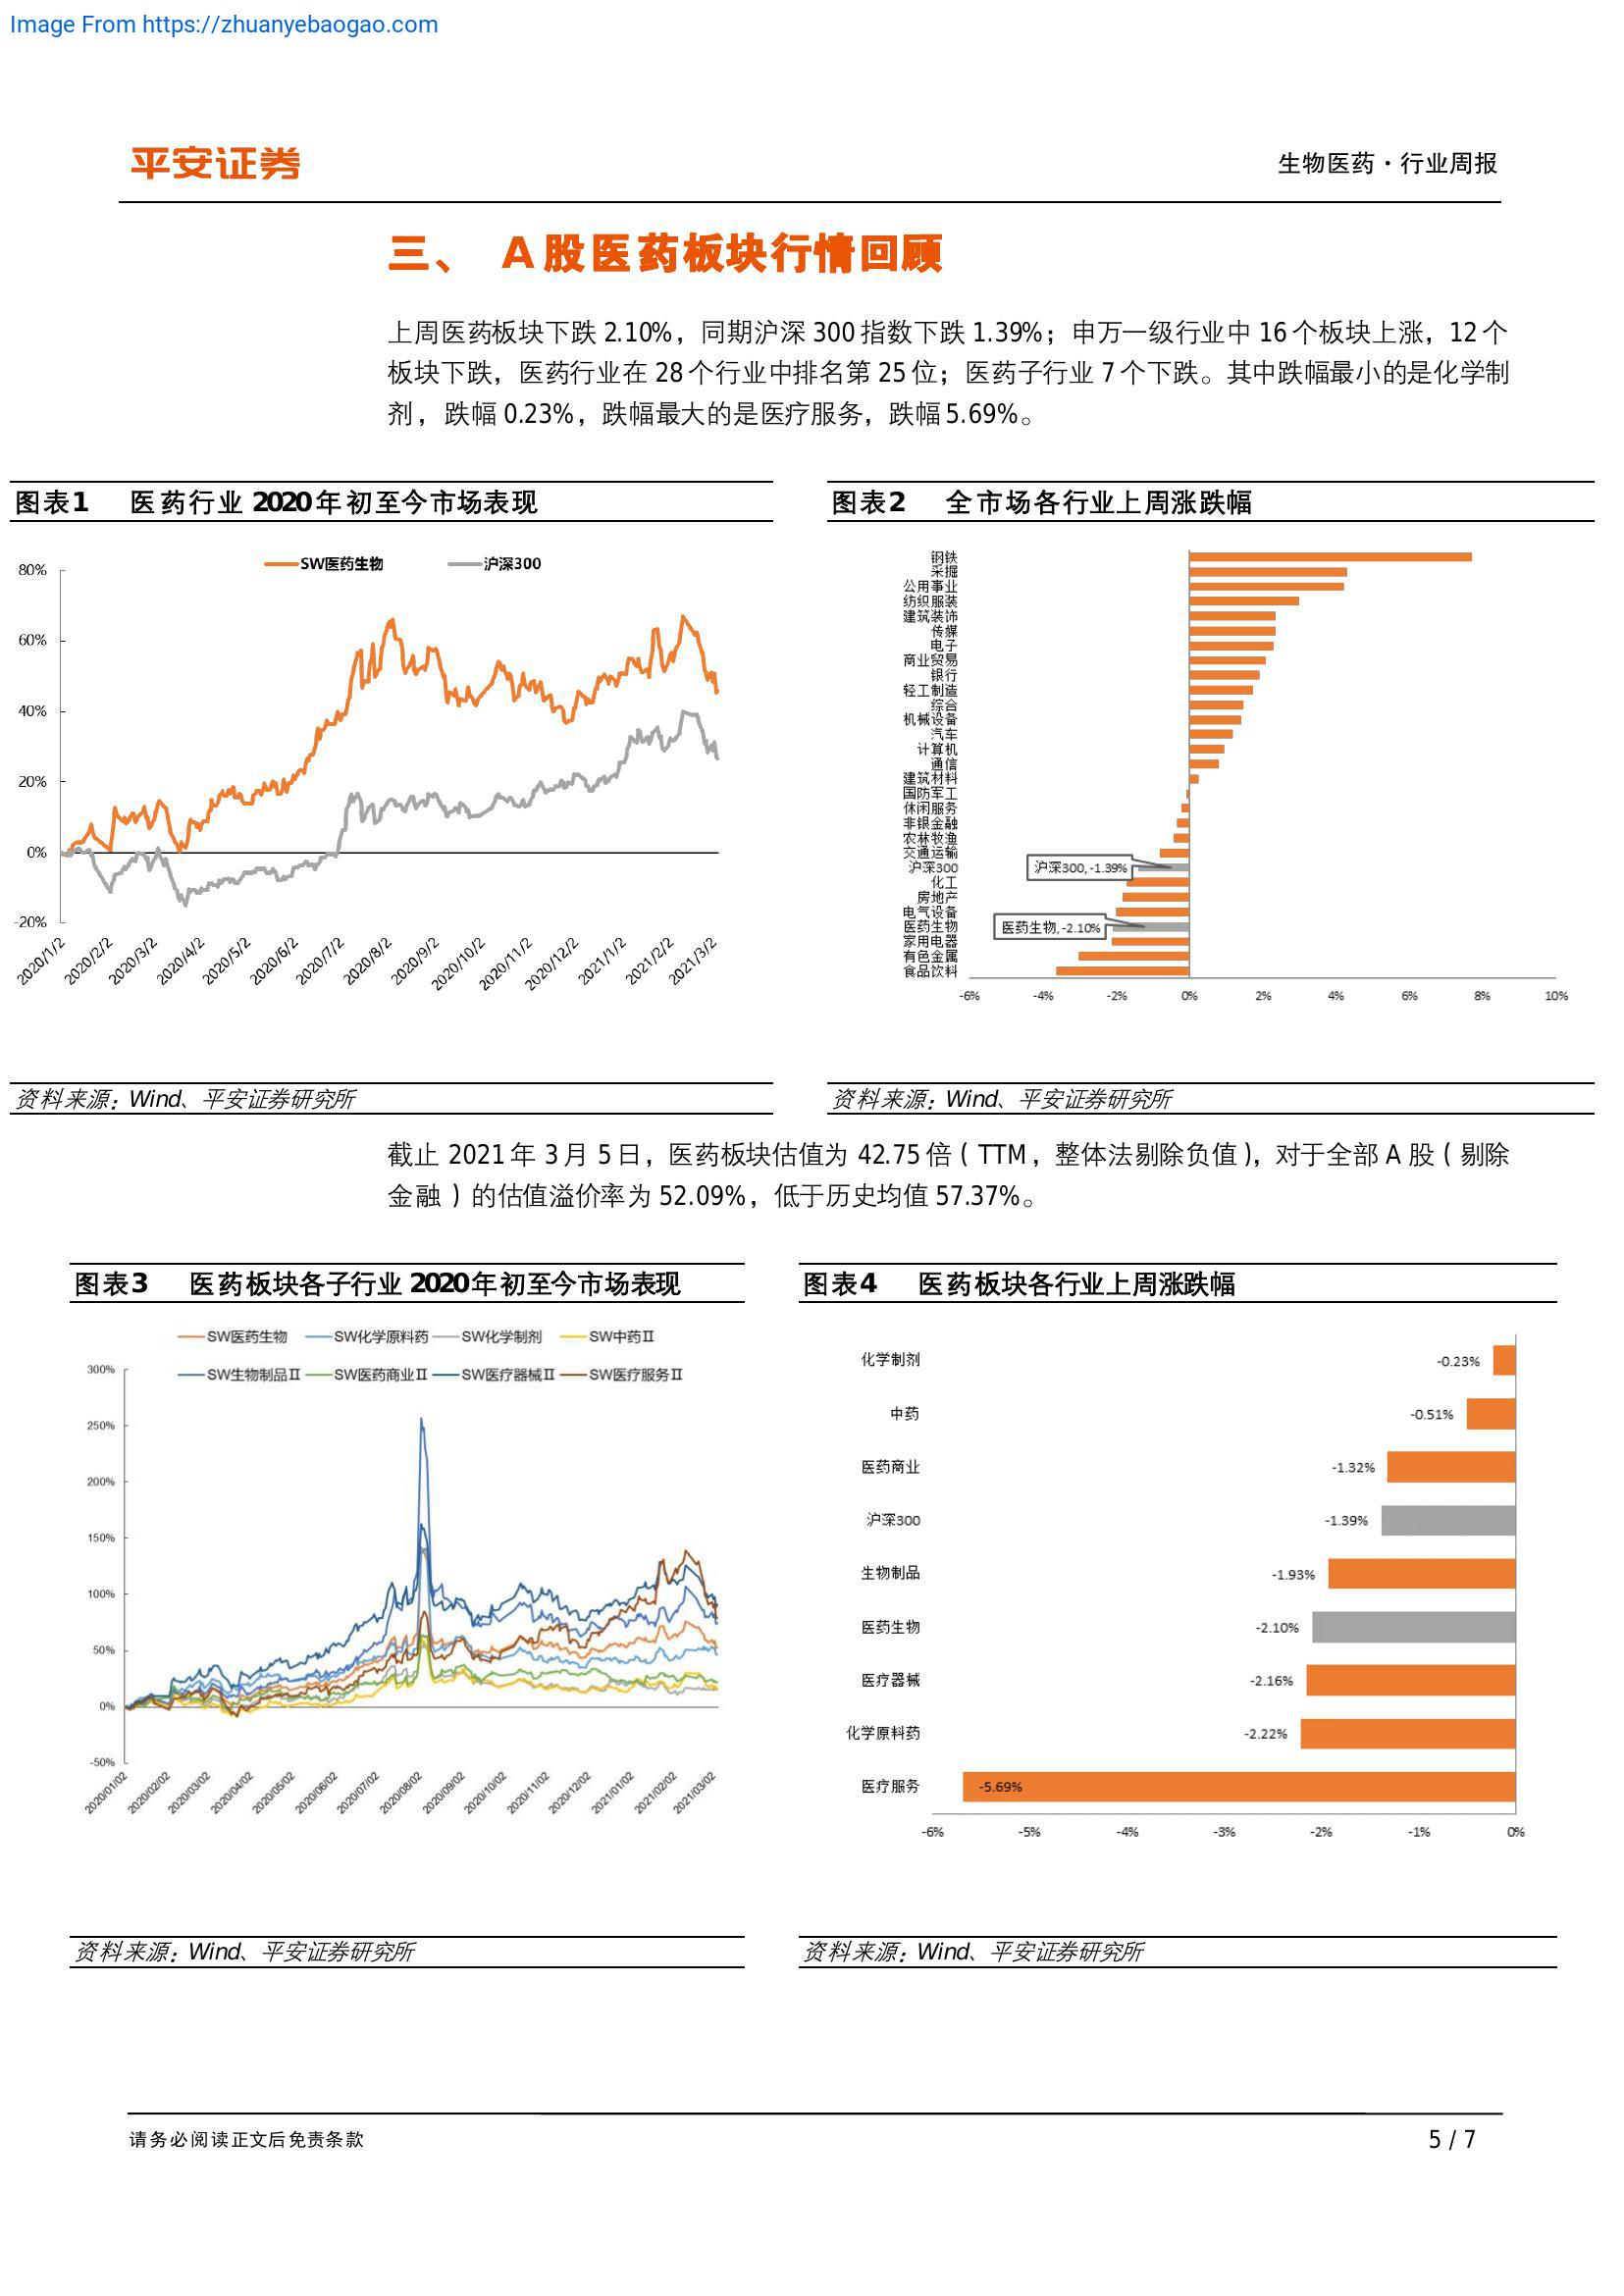 Image From https://zhuanyebaogao.com
平安证券
生物医药·行业周报
三、 A股医药板块行情回顾
上周医药板块下跌 2.10%，同期沪深 300 指数下跌 1.39%；申万一级行业中 16 个板块上涨，12 个
板块下跌，医药行业在 28 个行业中排名第 25 位；医药子行业 7 个下跌。其中跌幅最小的是化学制
剂，跌幅 0.23%，跌幅最大的是医疗服务，跌幅 5.69%。
图表1 医药行业 2020年初至今市场表现
SW医药生物 沪深300
80%
60%
40%
20%
0%
-20%
2020/1/2 2020/2/2 2020/3/2 2020/4/2 2020/5/2 2020/6/2 2020/7/2 2020/8/2 2020/9/2 2020/10/2 2020/11/2 2020/12/2 2021/1/2 2021/2/2 2021/3/2
资料来源：Wind、平安证券研究所
图表2 全市场各行业上周涨跌幅
钢铁
采掘
公用事业
纺织服装
建筑装饰
传媒
电子
商业贸易
银行
轻工制造
综合
机械设备
汽车
计算机
通信
建筑材料
国防军工
休闲服务
非银金融
农林牧渔
交通运输
沪深300 沪深300, -1.39%
化工
房地产
电气设备
医药生物 医药生物, -2.10%
家用电器
有色金属
食品饮料
-6% -4% -2% 0% 2% 4% 6% 8% 10%
资料来源：Wind、平安证券研究所
截止 2021 年 3 月 5 日，医药板块估值为 42.75 倍（TTM，整体法剔除负值），对于全部 A 股（剔除
金融）的估值溢价率为 52.09%，低于历史均值 57.37%。
图表3 医药板块各子行业 2020年初至今市场表现
SW医药生物 SW化学原料药 SW化学制剂 SW中药Ⅱ
SW生物制品Ⅱ SW医药商业Ⅱ SW医疗器械Ⅱ SW医疗服务Ⅱ
300%
250%
200%
150%
100%
50%
0%
-50%
2020/01/02 2020/02/02 2020/03/02 2020/04/02 2020/05/02 2020/06/02 2020/07/02 2020/08/02 2020/09/02 2020/10/02 2020/11/02 2020/12/02 2021/01/02 2021/02/02 2021/03/02
资料来源：Wind、平安证券研究所
图表4 医药板块各行业上周涨跌幅
化学制剂 -0.23%
中药 -0.51%
医药商业 -1.32%
沪深300 -1.39%
生物制品 -1.93%
医药生物 -2.10%
医疗器械 -2.16%
化学原料药 -2.22%
医疗服务 -5.69%
-6% -5% -4% -3% -2% -1% 0%
资料来源：Wind、平安证券研究所
请务必阅读正文后免责条款
5 / 7